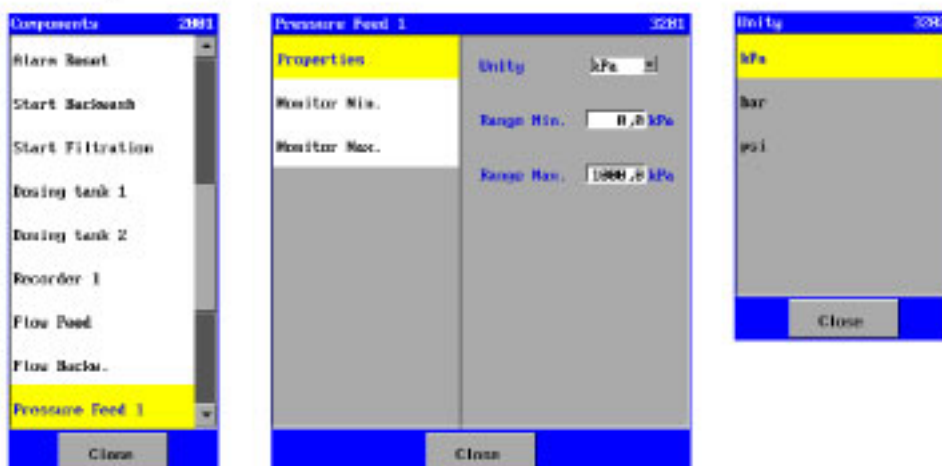 Components 2001
Alarm Reset
Start Backwash
Start Filtration
Dosing tank 1
Dosing tank 2
Recorder 1
Flow Feed
Flow Backw.
Pressure Feed 1
Close
Pressure Feed 1 3201
Properties
Monitor Min.
Monitor Max.
Unity kPa
Range Min. 0,0 kPa
Range Max. 1000,0 kPa
Close
Unity
kPa
bar
psi
Close